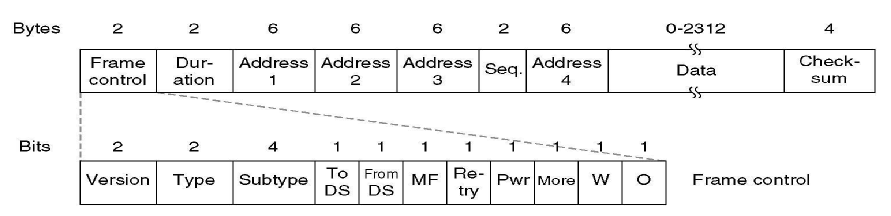 Bytes 2 2 6 6 6 2 6 0-2312 4
Frame control Dur-ation Address 1 Address 2 Address 3 Seq. Address 4 Data Check-sum
Bits 2 2 4 1 1 1 1 1 1 1 1
Version Type Subtype To DS From DS MF Re-try Pwr More W O Frame control